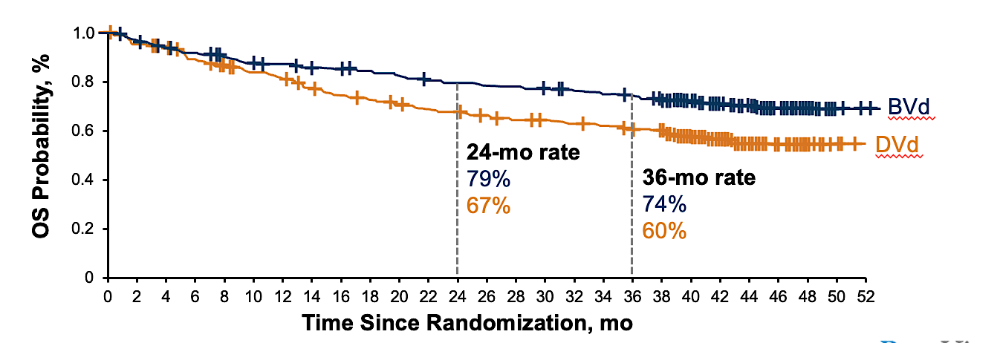 OS Probability, %
1.0
0.8
0.6
0.4
0.2
0
BVd
DVd
24-mo rate
79%
67%
36-mo rate
74%
60%
0 2 4 6 8 10 12 14 16 18 20 22 24 26 28 30 32 34 36 38 40 42 44 46 48 50 52
Time Since Randomization, mo